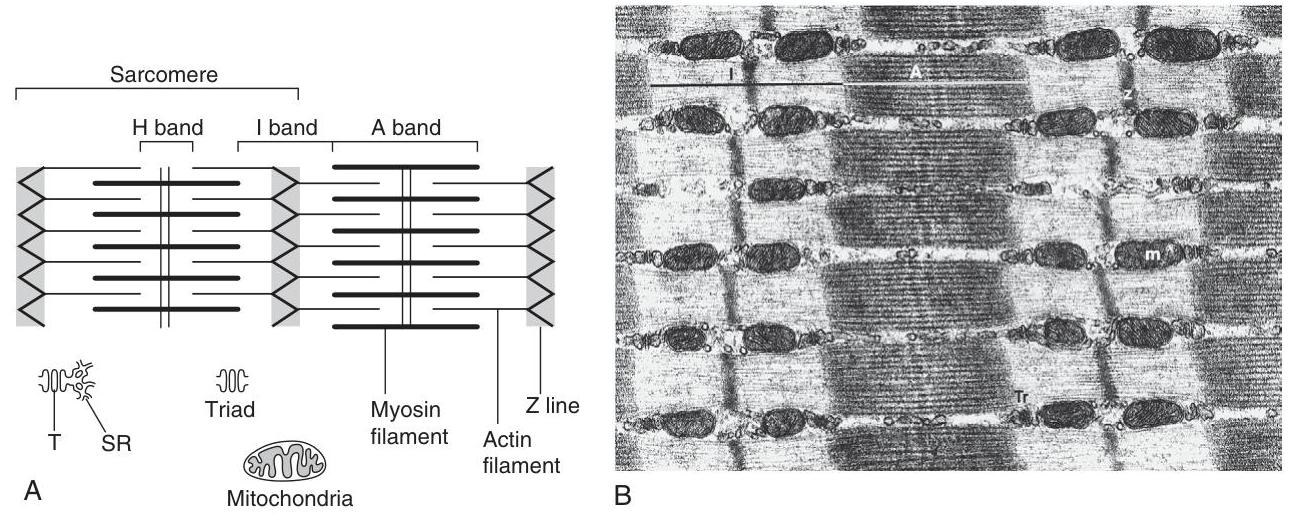 Sarcomere
H band
I band
A band
T
SR
Triad
Mitochondria
Myosin
filament
Actin
filament
Z line
A
I
A
z
m
Tr
B